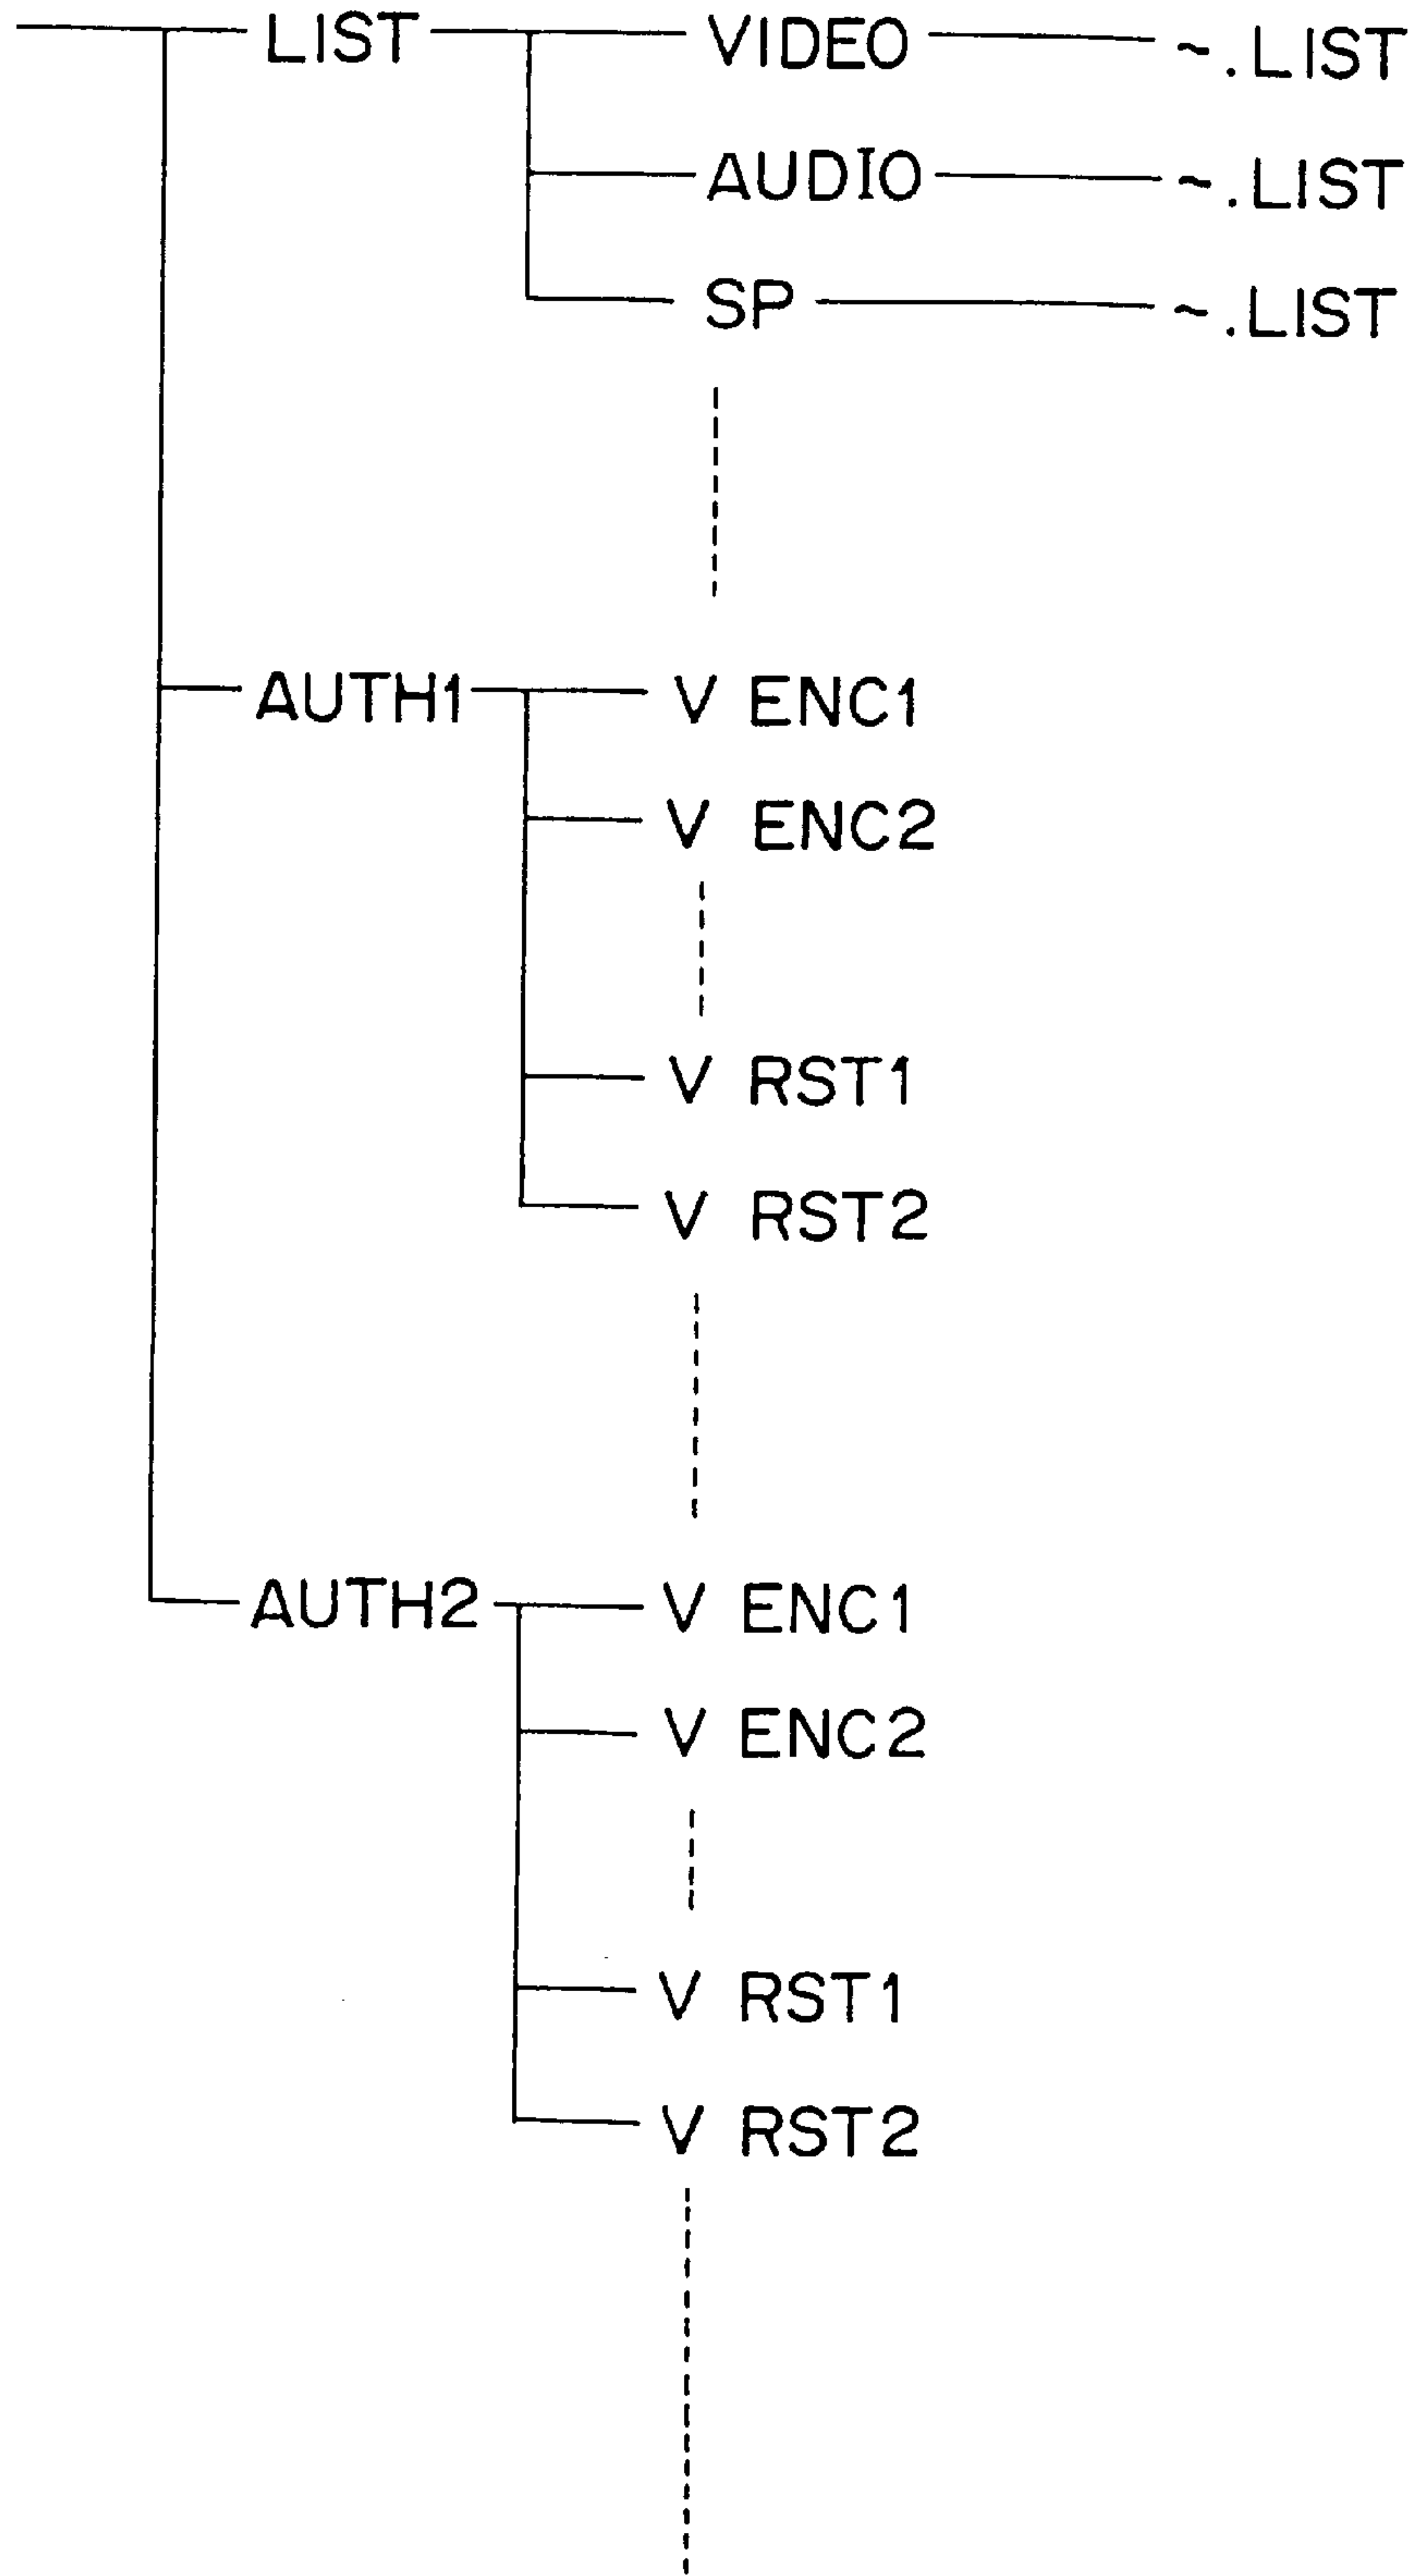 LIST VIDEO ~.LIST
AUDIO ~.LIST
SP ~.LIST
AUTH1 V ENC1
V ENC2
V RST1
V RST2
AUTH2 V ENC1
V ENC2
V RST1
V RST2